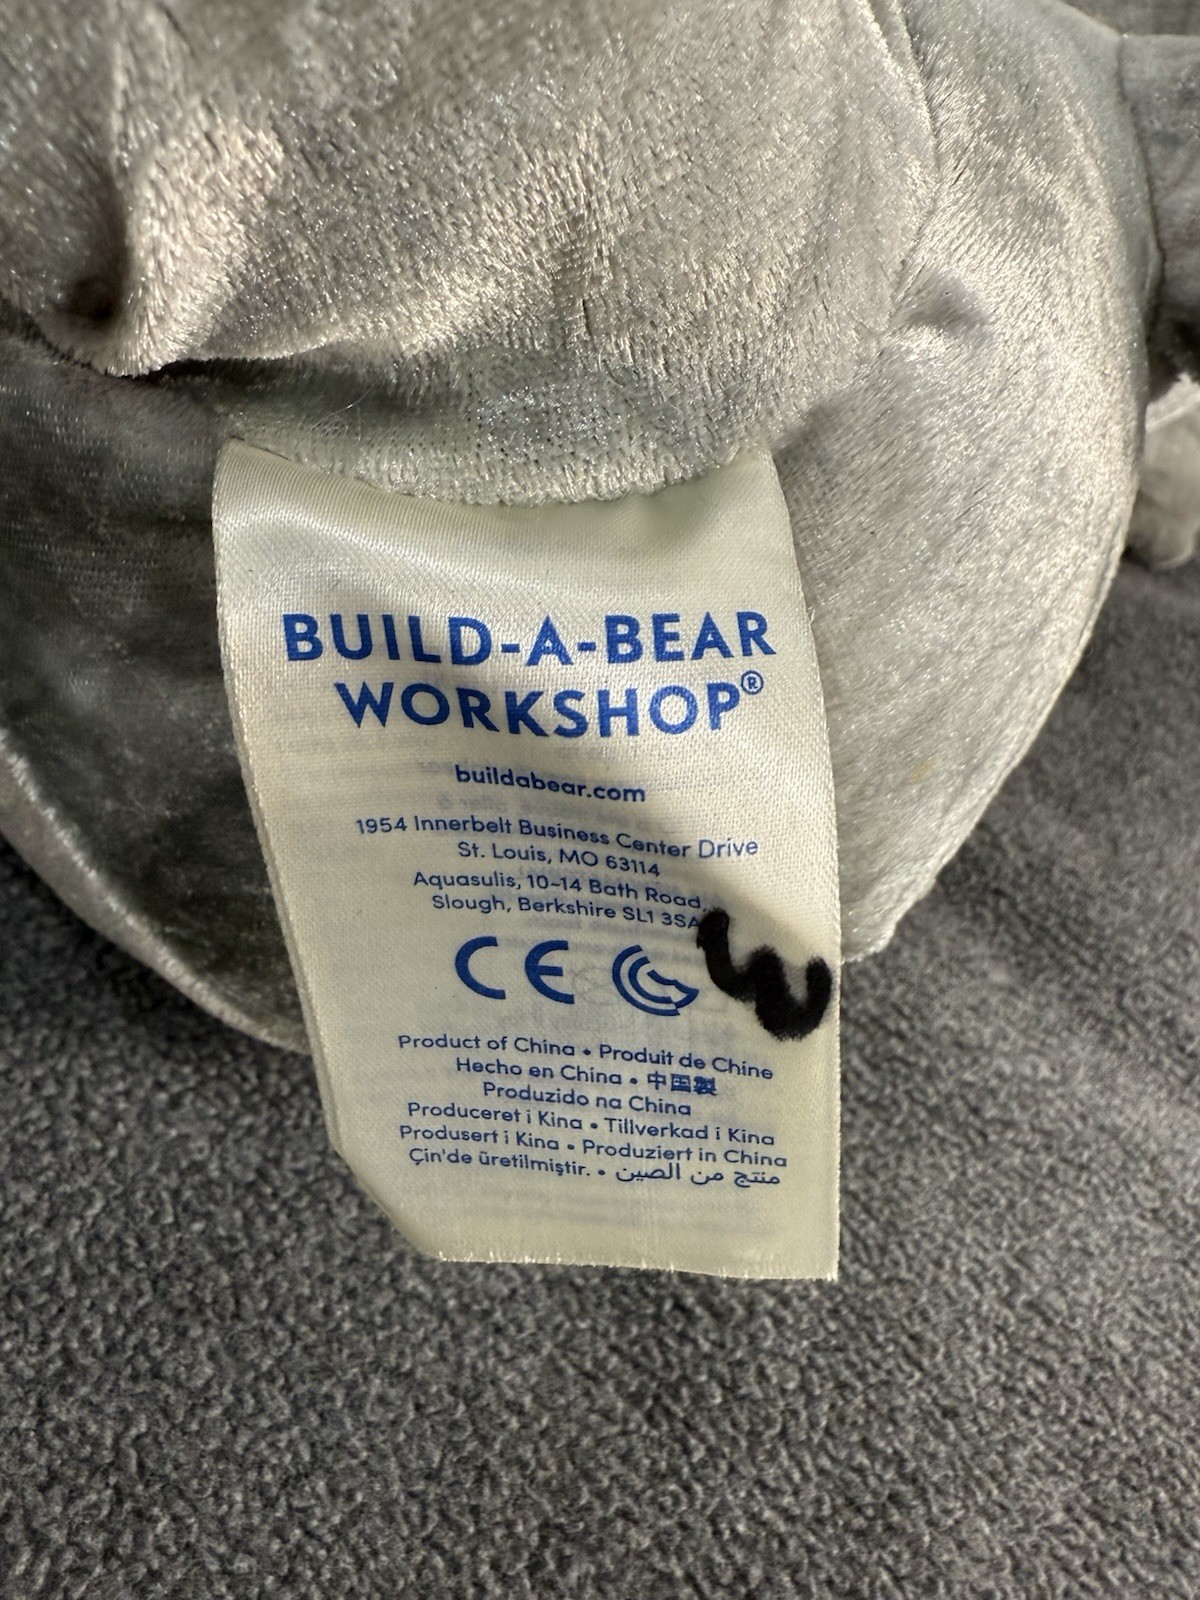 BUILD-A-BEAR
WORKSHOP®
buildabear.com
1954 Innerbelt Business Center Drive
St. Louis, MO 63114
Aquasulis, 10-14 Bath Road,
Slough, Berkshire SL1 3SA
CE
W
Product of China • Produit de Chine
Hecho en China • 中国製
Produzido na China
Produceret i Kina • Tillverkad i Kina
Produsert i Kina • Produziert in China
Çin'de üretilmiştir. • منتج من الصين